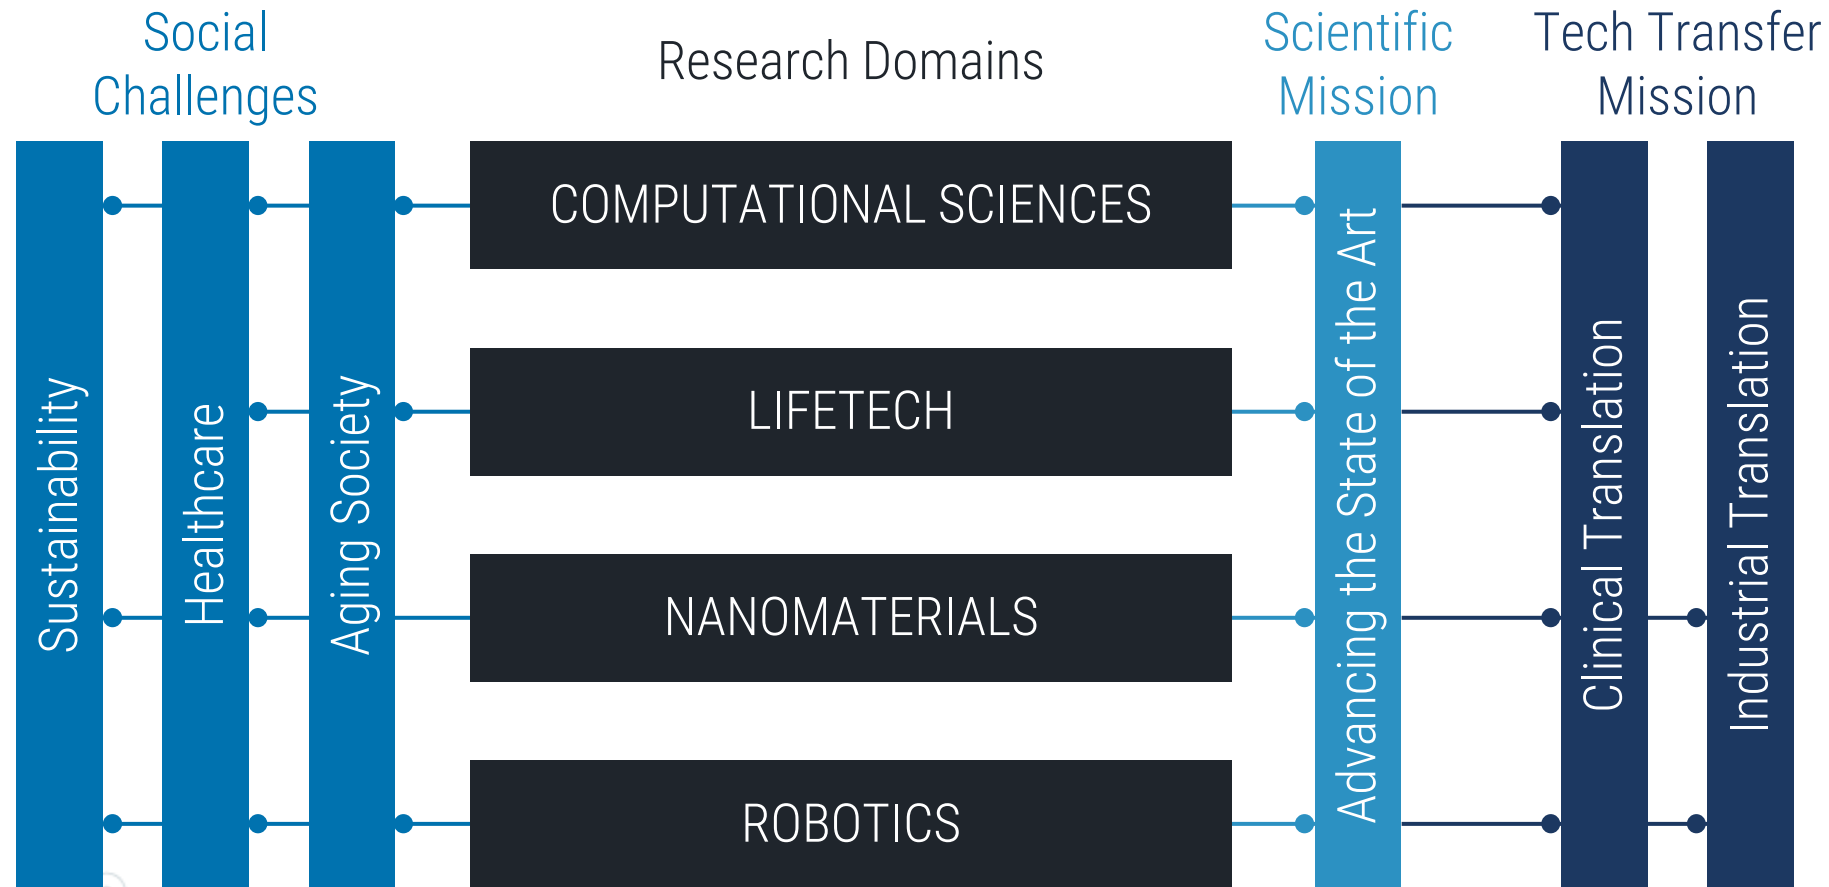 Social
Challenges
Research Domains
Scientific
Mission
Tech Transfer
Mission
Sustainability
Healthcare
Aging Society
COMPUTATIONAL SCIENCES
LIFETECH
NANOMATERIALS
ROBOTICS
Advancing the State of the Art
Clinical Translation
Industrial Translation